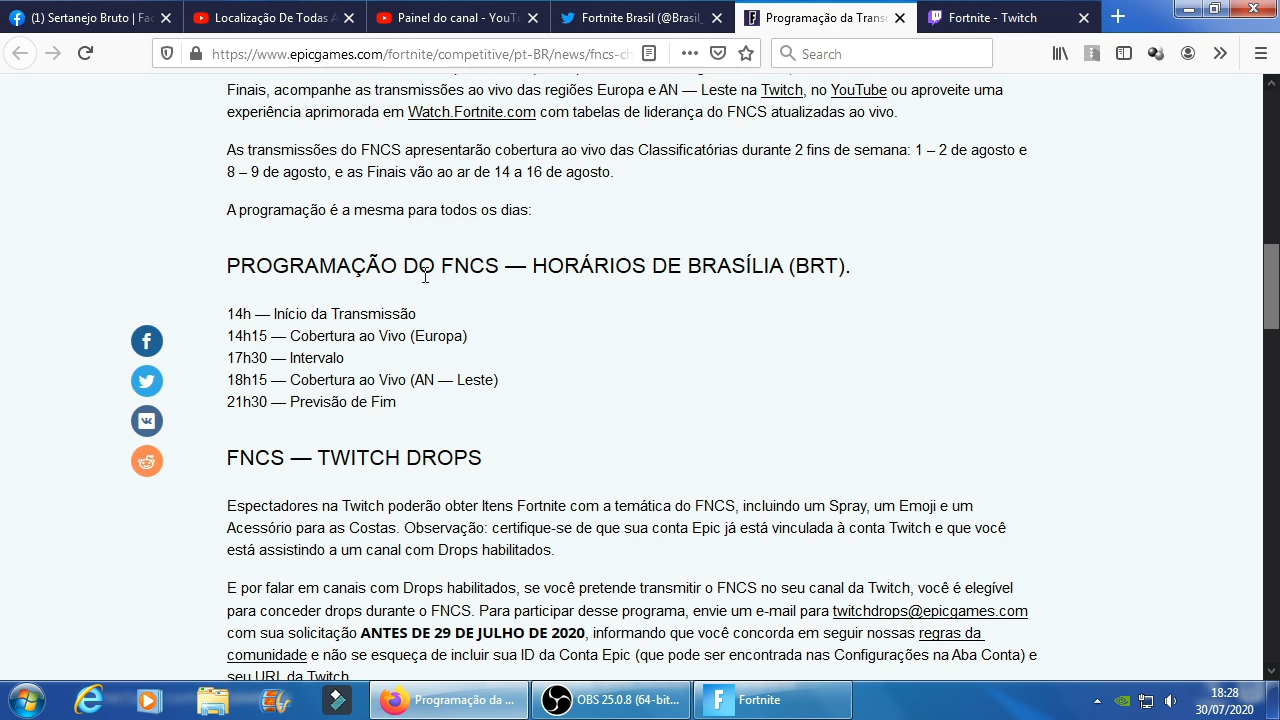 (1) Sertanejo Bruto | Fac
Localização De Todas A
Painel do canal - YouTu
Fortnite Brasil (@Brasil_
Programação da Trans
Fortnite - Twitch
https://www.epicgames.com/fortnite/competitive/pt-BR/news/fncs-ch
Search
Finais, acompanhe as transmissões ao vivo das regiões Europa e AN — Leste na Twitch, no YouTube ou aproveite uma
experiência aprimorada em Watch.Fortnite.com com tabelas de liderança do FNCS atualizadas ao vivo.
As transmissões do FNCS apresentarão cobertura ao vivo das Classificatórias durante 2 fins de semana: 1 – 2 de agosto e
8 – 9 de agosto, e as Finais vão ao ar de 14 a 16 de agosto.
A programação é a mesma para todos os dias:
PROGRAMAÇÃO DO FNCS — HORÁRIOS DE BRASÍLIA (BRT).
14h — Início da Transmissão
14h15 — Cobertura ao Vivo (Europa)
17h30 — Intervalo
18h15 — Cobertura ao Vivo (AN — Leste)
21h30 — Previsão de Fim
FNCS — TWITCH DROPS
Espectadores na Twitch poderão obter Itens Fortnite com a temática do FNCS, incluindo um Spray, um Emoji e um
Acessório para as Costas. Observação: certifique-se de que sua conta Epic já está vinculada à conta Twitch e que você
está assistindo a um canal com Drops habilitados.
E por falar em canais com Drops habilitados, se você pretende transmitir o FNCS no seu canal da Twitch, você é elegível
para conceder drops durante o FNCS. Para participar desse programa, envie um e-mail para twitchdrops@epicgames.com
com sua solicitação ANTES DE 29 DE JULHO DE 2020, informando que você concorda em seguir nossas regras da
comunidade e não se esqueça de incluir sua ID da Conta Epic (que pode ser encontrada nas Configurações na Aba Conta) e
seu URL da Twitch.
Programação da ...
OBS 25.0.8 (64-bit...
Fortnite
18:28
30/07/2020